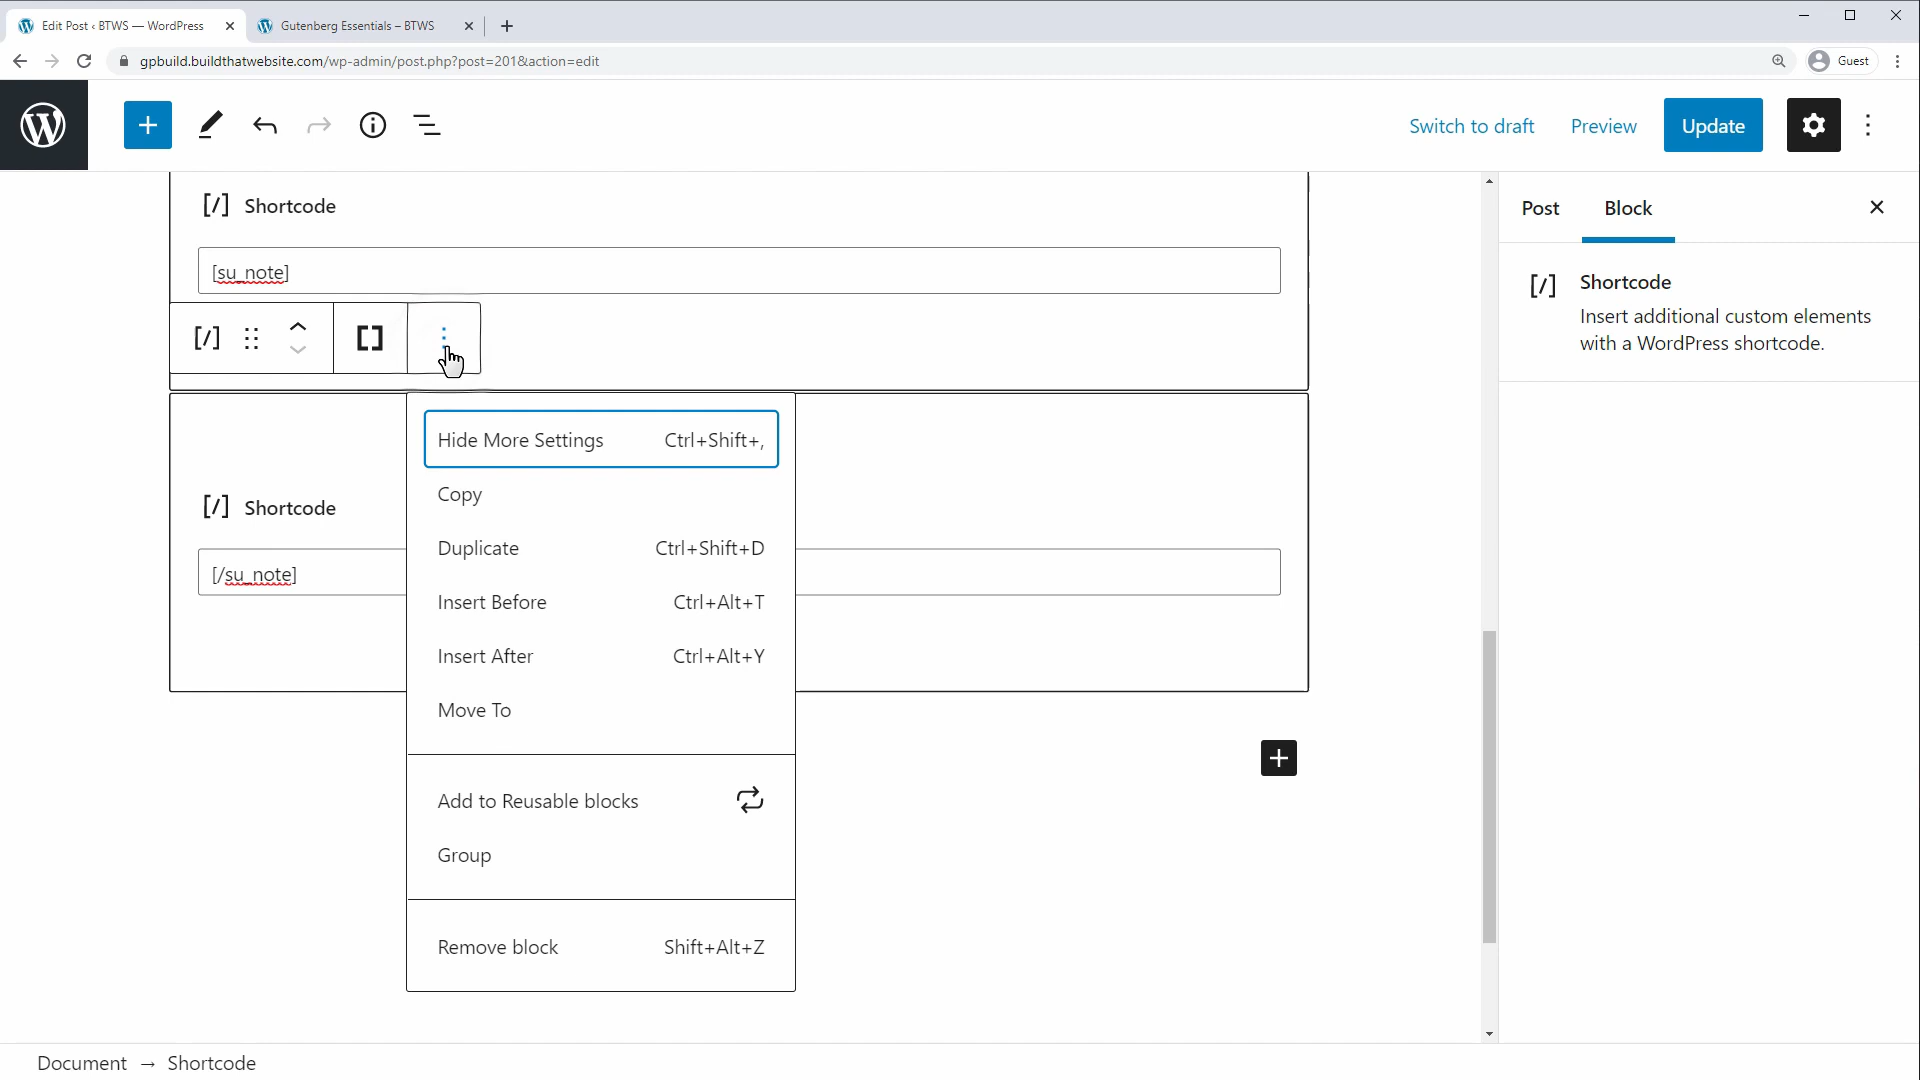 Edit Post ‹ BTWS — WordPress
Gutenberg Essentials – BTWS
gpbuild.buildthatwebsite.com/wp-admin/post.php?post=201&action=edit
Guest
Switch to draft
Preview
Update
[/] Shortcode
[su_note]
[/]
Hide More Settings Ctrl+Shift+,
Copy
Duplicate Ctrl+Shift+D
Insert Before Ctrl+Alt+T
Insert After Ctrl+Alt+Y
Move To
Add to Reusable blocks
Group
Remove block Shift+Alt+Z
[/] Shortcode
[/su_note]
Post Block
[/] Shortcode
Insert additional custom elements
with a WordPress shortcode.
Document → Shortcode